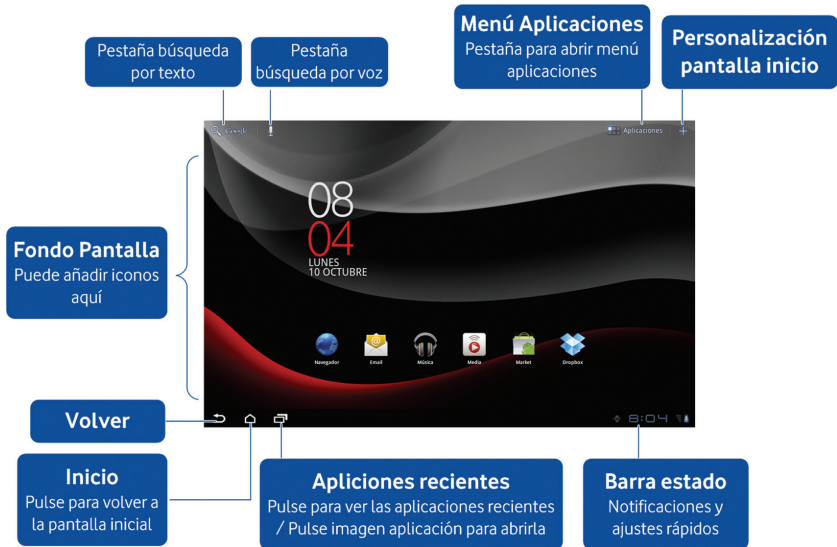 Pestaña búsqueda
por texto
Pestaña
búsqueda por voz
Menú Aplicaciones
Pestaña para abrir menú
aplicaciones
Personalización
pantalla inicio
Google
Aplicaciones
08
04
LUNES
10 OCTUBRE
Fondo Pantalla
Puede añadir iconos
aquí
Navegador
Email
Música
Media
Market
Dropbox
8:04
Volver
Inicio
Pulse para volver a
la pantalla inicial
Apliciones recientes
Pulse para ver las aplicaciones recientes
/ Pulse imagen aplicación para abrirla
Barra estado
Notificaciones y
ajustes rápidos